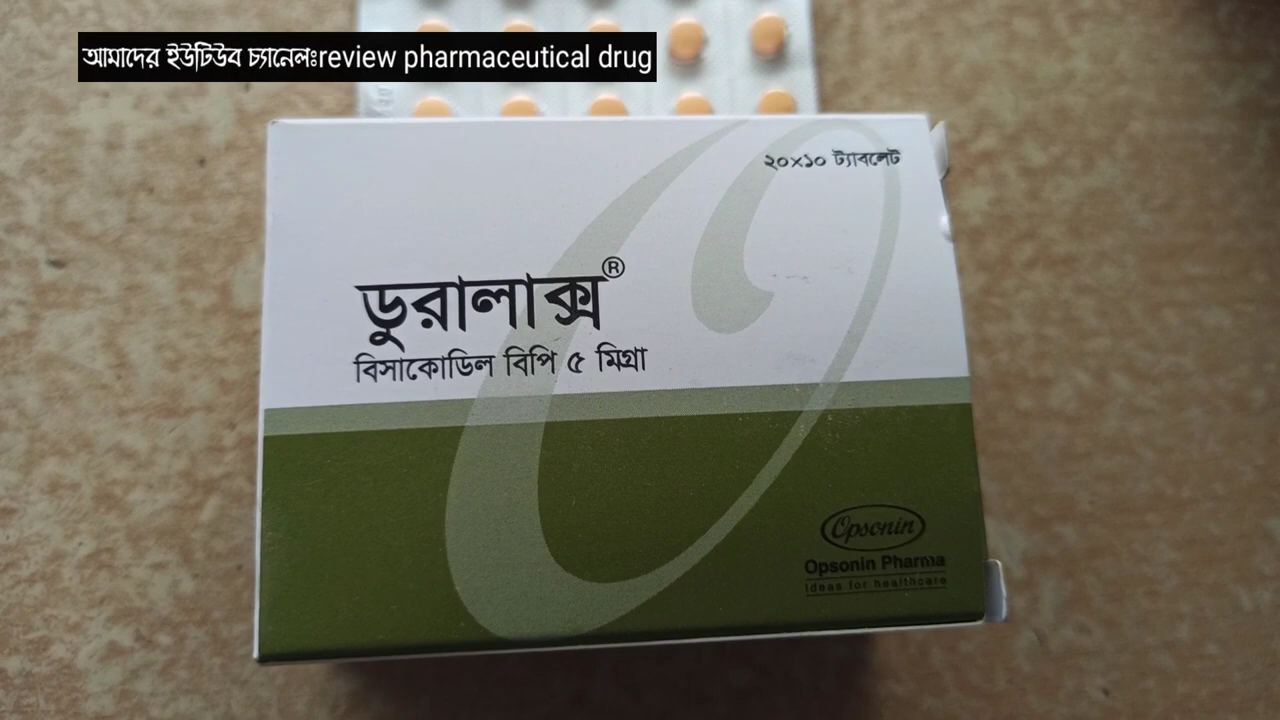 আমাদের ইউটিউব চ্যানেলঃreview pharmaceutical drug
২০x১০ ট্যাবলেট
ডুরালাক্স®
বিসাকোডিল বিপি ৫ মিগ্রা
Opsonin
Opsonin Pharma
Ideas for healthcare